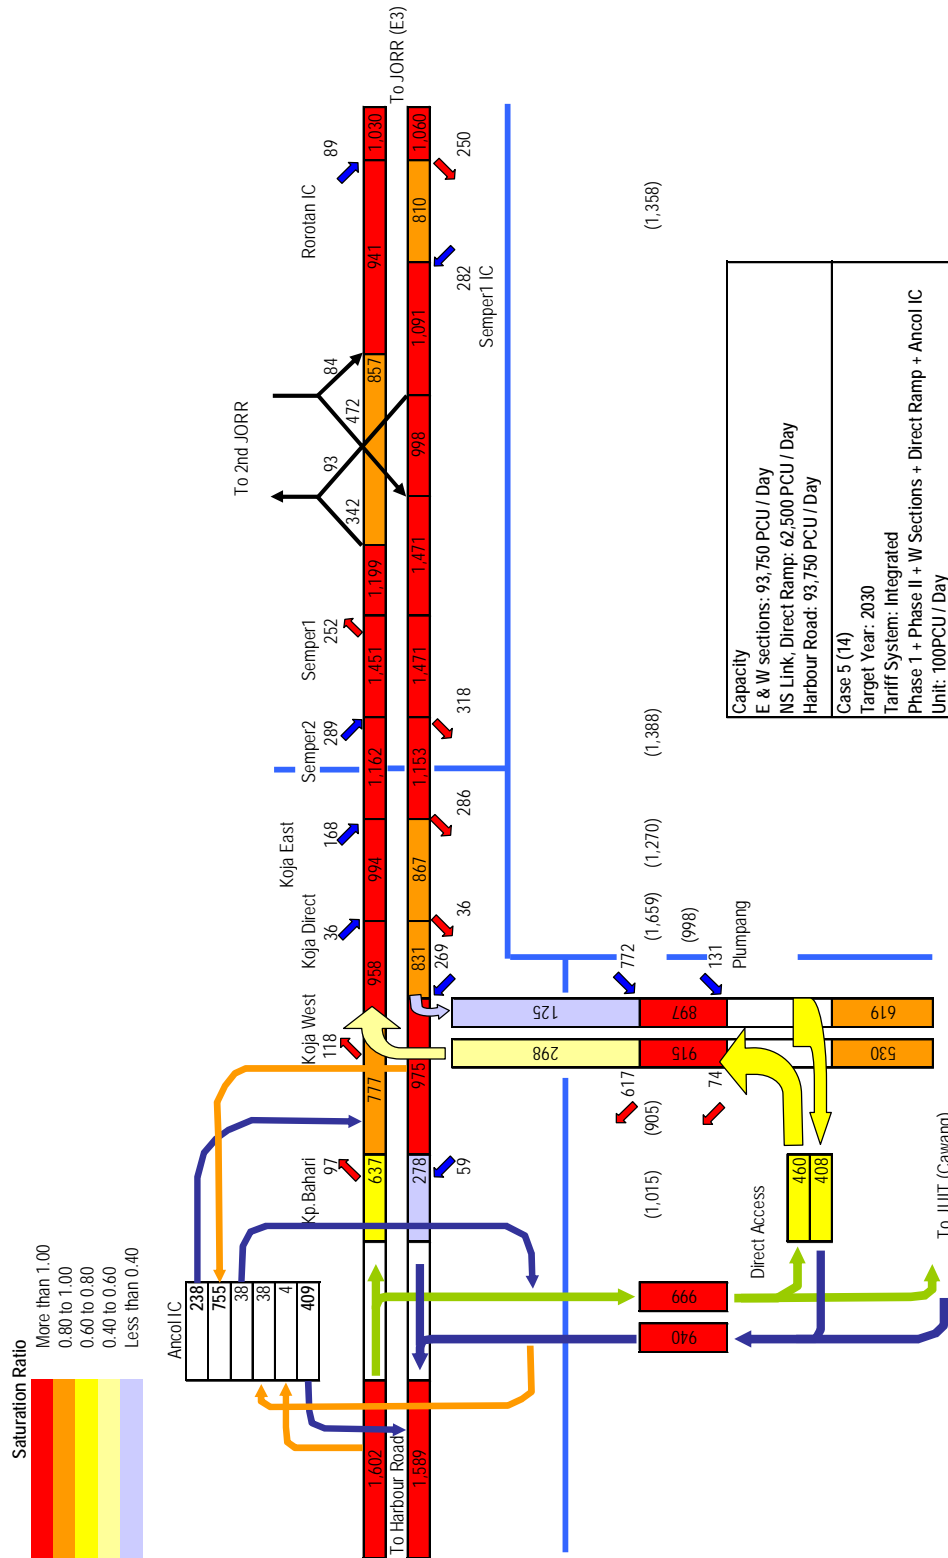 Saturation Ratio
More than 1.00
0.80 to 1.00
0.60 to 0.80
0.40 to 0.60
Less than 0.40
Ancol IC
238
755
38
38
4
409
Kp.Bahari
97
Koja West
118
Koja Direct
36
Koja East
168
Semper2
289
Semper1
252
To 2nd JORR
342
93
472
84
Rorotan IC
89
1,602
637
777
958
994
1,162
1,451
1,199
857
941
1,030
To Harbour Road
To JORR (E3)
1,589
278
975
831
867
1,153
1,471
1,471
998
1,091
810
1,060
59
269
36
286
318
282
Semper1 IC
250
125
298
772
617
897
915
131
74
Plumpang
619
530
(1,015)
(905)
(998)
(1,659)
(1,270)
(1,388)
(1,358)
Direct Access
460
408
999
940
To JUIT (Cawang)
Capacity
E & W sections: 93,750 PCU / Day
NS Link, Direct Ramp: 62,500 PCU / Day
Harbour Road: 93,750 PCU / Day
Case 5 (14)
Target Year: 2030
Tariff System: Integrated
Phase 1 + Phase II + W Sections + Direct Ramp + Ancol IC
Unit: 100PCU / Day